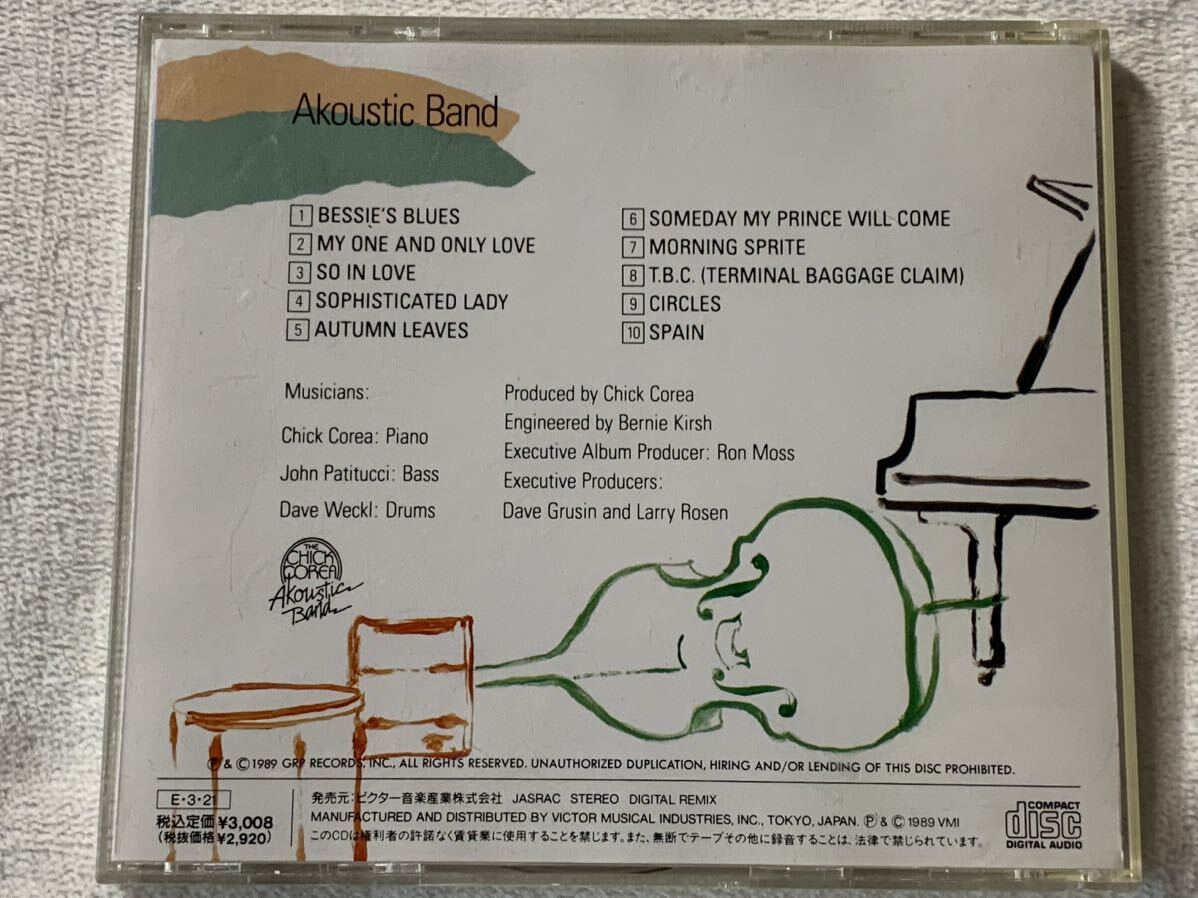 Akoustic Band
1 BESSIE'S BLUES
2 MY ONE AND ONLY LOVE
3 SO IN LOVE
4 SOPHISTICATED LADY
5 AUTUMN LEAVES
6 SOMEDAY MY PRINCE WILL COME
7 MORNING SPRITE
8 T.B.C. (TERMINAL BAGGAGE CLAIM)
9 CIRCLES
10 SPAIN
Musicians:
Chick Corea: Piano
John Patitucci: Bass
Dave Weckl: Drums
Produced by Chick Corea
Engineered by Bernie Kirsh
Executive Album Producer: Ron Moss
Executive Producers:
Dave Grusin and Larry Rosen
THE
CHICK
COREA
Akoustic
Band
Ⓟ & © 1989 GRP RECORDS, INC., ALL RIGHTS RESERVED. UNAUTHORIZED DUPLICATION, HIRING AND/OR LENDING OF THIS DISC PROHIBITED.
E・3・21
税込定価 ¥3,008
(税抜価格 ¥2,920)
発売元:ビクター音楽産業株式会社 JASRAC STEREO DIGITAL REMIX
MANUFACTURED AND DISTRIBUTED BY VICTOR MUSICAL INDUSTRIES, INC., TOKYO, JAPAN. Ⓟ & © 1989 VMI
このCDは権利者の許諾なく賃貸業に使用することを禁じます。また、無断でテープその他に録音することは、法律で禁じられています。
COMPACT
disc
DIGITAL AUDIO